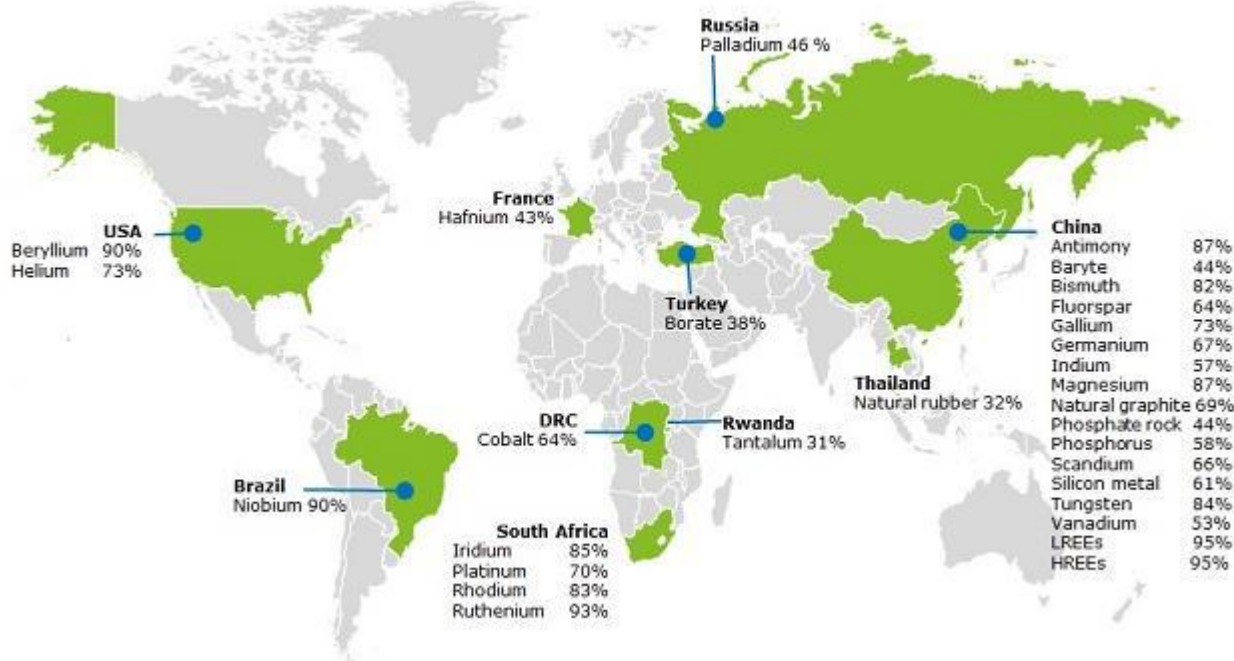 Russia
Palladium 46 %
France
Hafnium 43%
USA
Beryllium 90%
Helium 73%
Turkey
Borate 38%
China
Antimony 87%
Baryte 44%
Bismuth 82%
Fluorspar 64%
Gallium 73%
Germanium 67%
Indium 57%
Magnesium 87%
Natural graphite 69%
Phosphate rock 44%
Phosphorus 58%
Scandium 66%
Silicon metal 61%
Tungsten 84%
Vanadium 53%
LREEs 95%
HREEs 95%
Thailand
Natural rubber 32%
DRC
Cobalt 64%
Rwanda
Tantalum 31%
Brazil
Niobium 90%
South Africa
Iridium 85%
Platinum 70%
Rhodium 83%
Ruthenium 93%